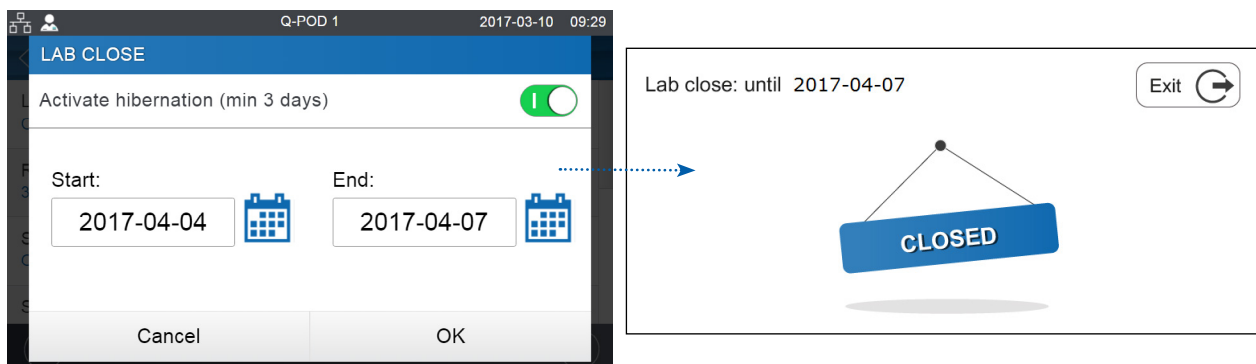 Q-POD 1 2017-03-10 09:29
LAB CLOSE
Activate hibernation (min 3 days)
Start: End:
2017-04-04 2017-04-07
Cancel OK
Lab close: until 2017-04-07 Exit
CLOSED